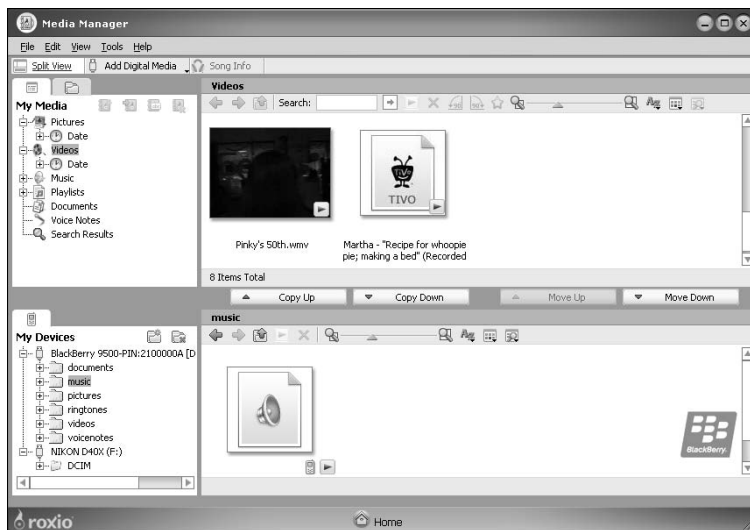 Media Manager
File Edit View Tools Help
Split View Add Digital Media Song Info
Videos
My Media
Search:
Pictures
Date
Videos
Date
Music
Playlists
Documents
Voice Notes
Search Results
TIVO
TIVO
Pinky's 50th.wmv
Martha - "Recipe for whoopie
pie; making a bed" (Recorded
8 Items Total
Copy Up Copy Down Move Up Move Down
music
My Devices
BlackBerry 9500-PIN:2100000A [D
documents
music
pictures
ringtones
videos
voicenotes
NIKON D40X (F:)
DCIM
BlackBerry
roxio
Home